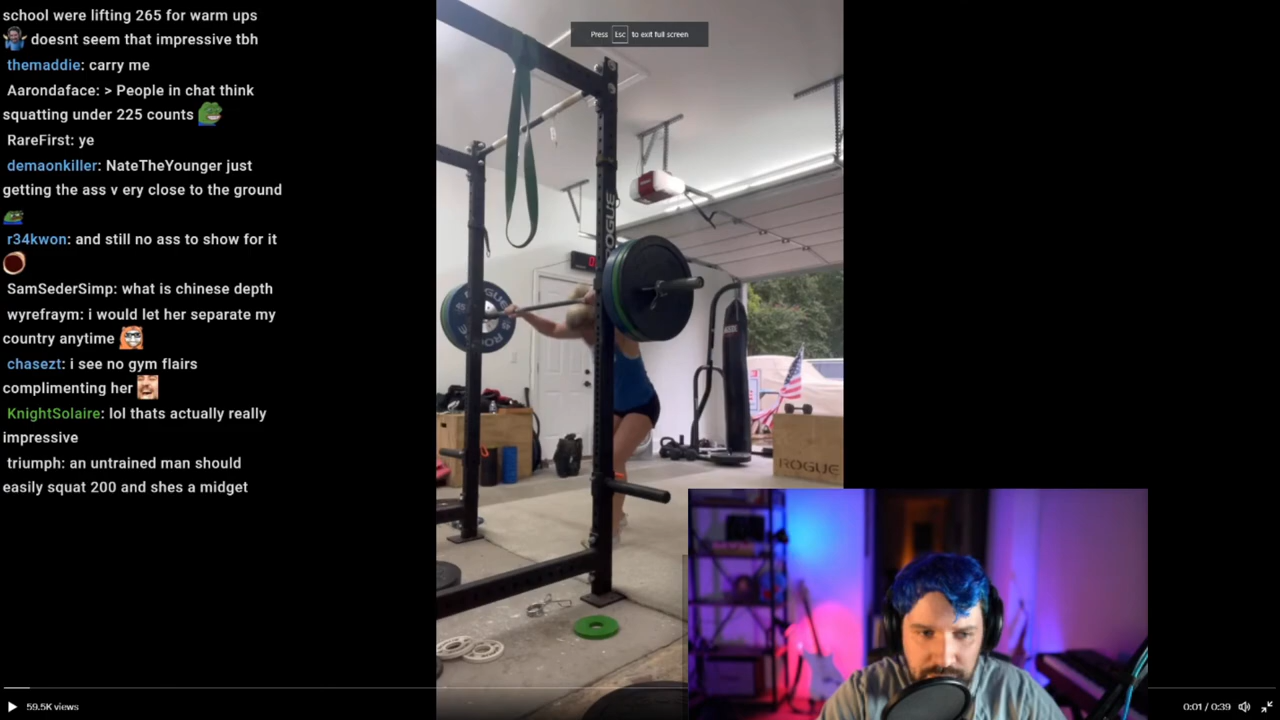 school were lifting 265 for warm ups
doesnt seem that impressive tbh
themaddie: carry me
Aarondaface: > People in chat think
squatting under 225 counts
RareFirst: ye
demaonkiller: NateTheYounger just
getting the ass v ery close to the ground
r34kwon: and still no ass to show for it
SamSederSimp: what is chinese depth
wyrefraym: i would let her separate my
country anytime
chasezt: i see no gym flairs
complimenting her
KnightSolaire: lol thats actually really
impressive
triumph: an untrained man should
easily squat 200 and shes a midget
Press Esc to exit full screen
ROGUE
ROGUE
59.5K views
0:01 / 0:39